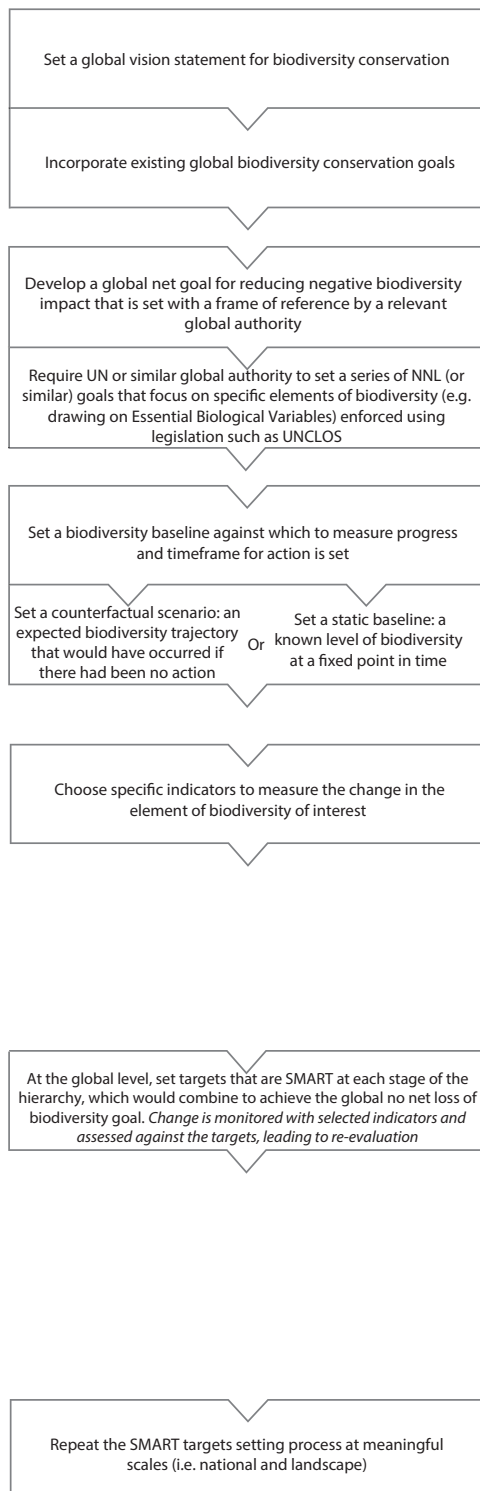 Set a global vision statement for biodiversity conservation
Incorporate existing global biodiversity conservation goals
Develop a global net goal for reducing negative biodiversity
impact that is set with a frame of reference by a relevant
global authority
Require UN or similar global authority to set a series of NNL (or
similar) goals that focus on specific elements of biodiversity (e.g.
drawing on Essential Biological Variables) enforced using
legislation such as UNCLOS
Set a biodiversity baseline against which to measure progress
and timeframe for action is set
Set a counterfactual scenario: an
expected biodiversity trajectory
that would have occurred if
there had been no action
Or
Set a static baseline: a
known level of biodiversity
at a fixed point in time
Choose specific indicators to measure the change in the
element of biodiversity of interest
At the global level, set targets that are SMART at each stage of the
hierarchy, which would combine to achieve the global no net loss of
biodiversity goal. Change is monitored with selected indicators and
assessed against the targets, leading to re-evaluation
Repeat the SMART targets setting process at meaningful
scales (i.e. national and landscape)